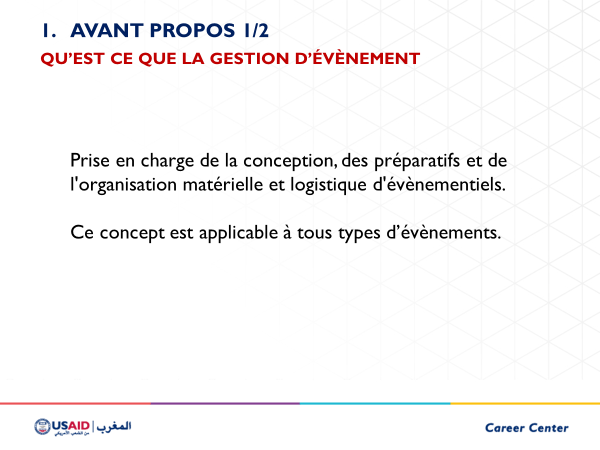 1. AVANT PROPOS 1/2
QU'EST CE QUE LA GESTION D'ÉVÈNEMENT
Prise en charge de la conception, des préparatifs et de
l'organisation matérielle et logistique d'évènementiels.
Ce concept est applicable à tous types d'évènements.
USAID | المغرب
من الشعب الأمريكي
Career Center